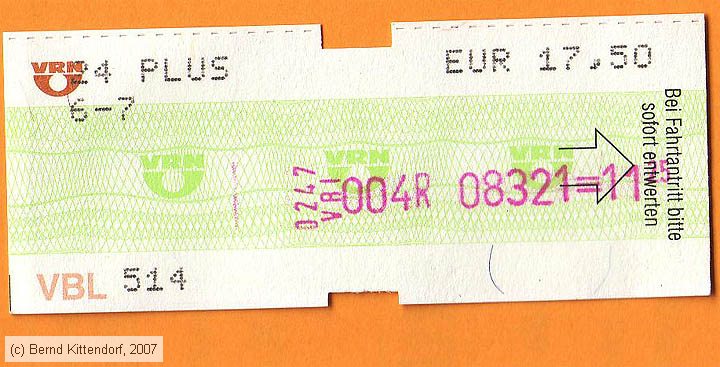 VRN 24 PLUS EUR 17,50
6-7
VRN VRN VRN
0247
VBL
004R 08321=11
Bei Fahrtantritt bitte
sofort entwerten
VBL 514
(c) Bernd Kittendorf, 2007